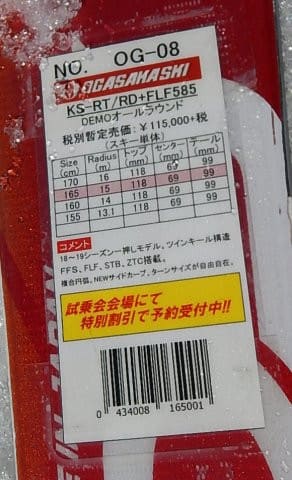 NO. OG-08
OGASAKA SKI
KS-RT/RD+FLF585
DEMOオールラウンド
税別暫定売価：￥115,000+税
(スキー単体)
Size(cm) Radius(m) トップ(mm) センター(mm) テール(mm)
170 16 118 69 99
165 15 118 69 99
160 14 118 69 99
155 13.1 118 69 99
コメント
18～19シーズン一押しモデル、ツインキール構造
FFS、FLF、STB、ZTC搭載。
複合円弧、NEWサイドカーブ、ターンサイズが自由自在。
試乗会会場にて
特別割引で予約受付中!!
0 434008 165001